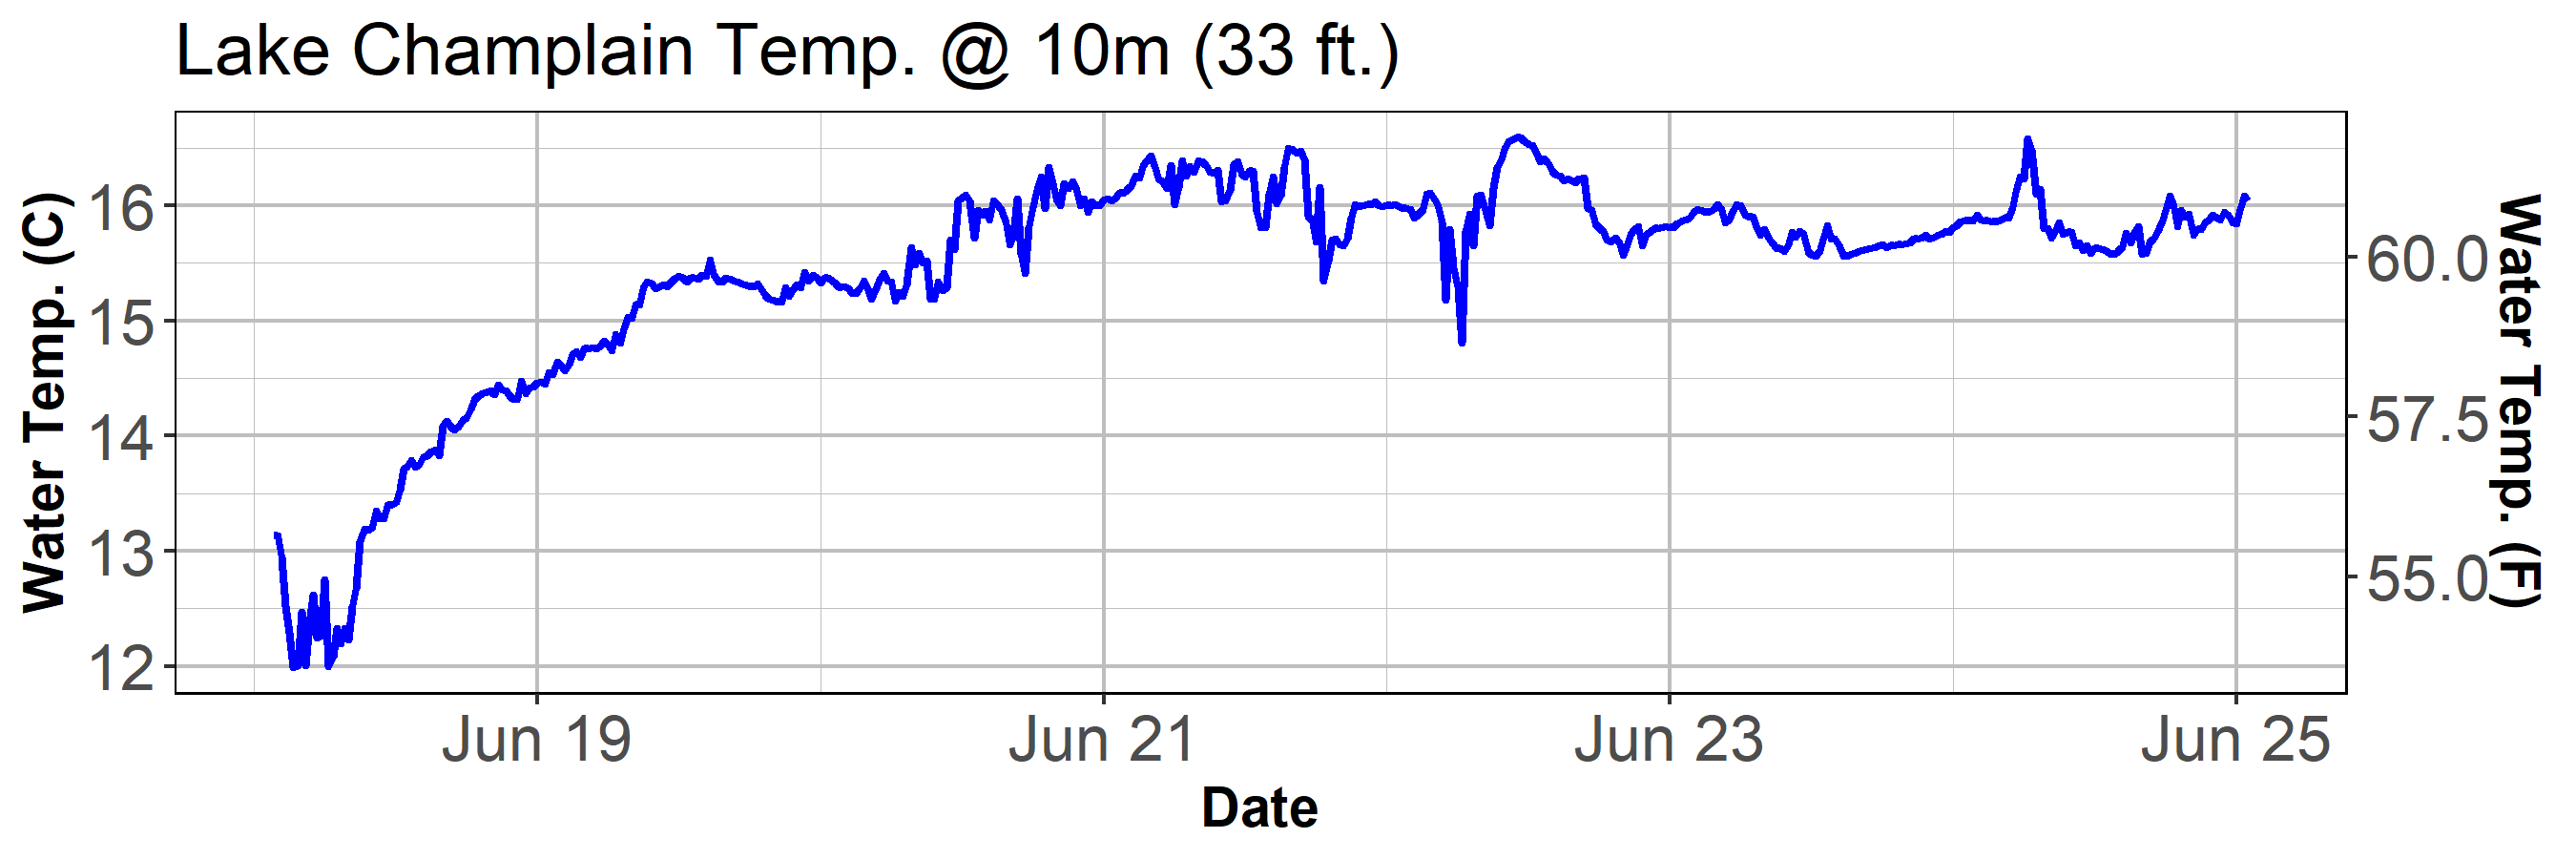 Lake Champlain Temp. @ 10m (33 ft.)
Water Temp. (C)
16
15
14
13
12
60.0
57.5
55.0
Water Temp. (F)
Jun 19
Jun 21
Jun 23
Jun 25
Date